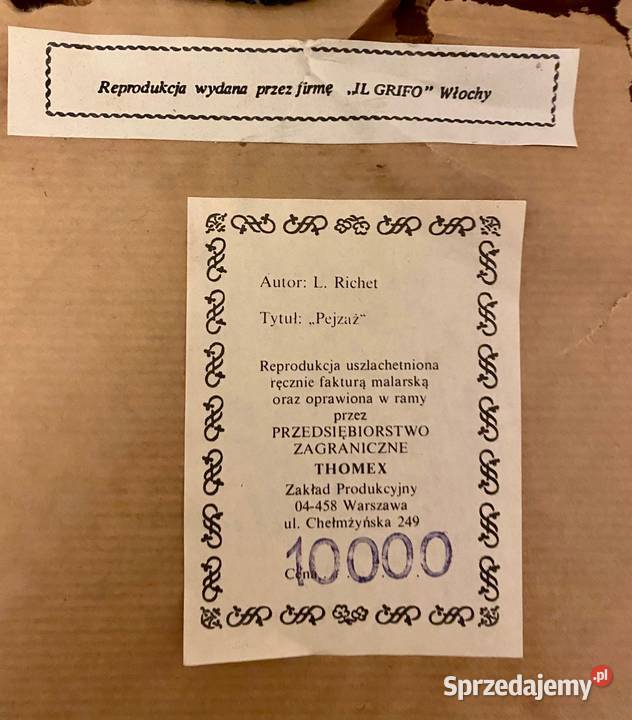 Reprodukcja wydana przez firmę „IL GRIFO” Włochy
Autor: L. Richet
Tytuł: „Pejzaż“
Reprodukcja uszlachetniona
ręcznie fakturą malarską
oraz oprawiona w ramy
przez
PRZEDSIĘBIORSTWO
ZAGRANICZNE
THOMEX
Zakład Produkcyjny
04-458 Warszawa
ul. Chełmżyńska 249
Cena 10000
Sprzedajemy.pl